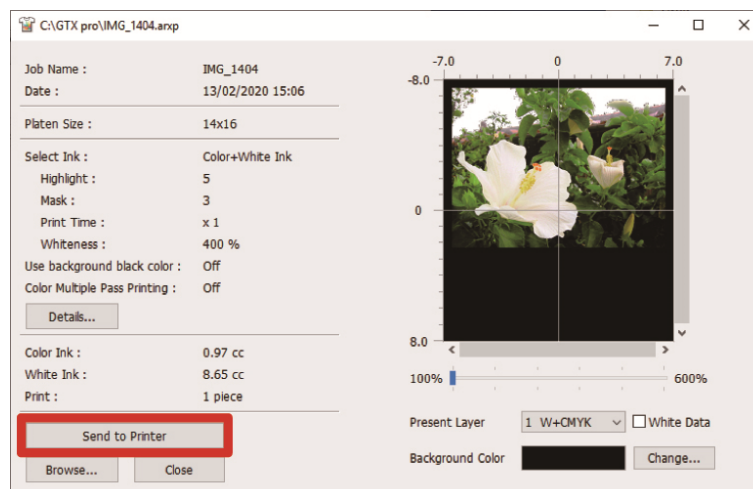 C:\GTX pro\IMG_1404.arxp
Job Name : IMG_1404
Date : 13/02/2020 15:06
Platen Size : 14x16
Select Ink : Color+White Ink
Highlight : 5
Mask : 3
Print Time : x 1
Whiteness : 400 %
Use background black color : Off
Color Multiple Pass Printing : Off
Details...
Color Ink : 0.97 cc
White Ink : 8.65 cc
Print : 1 piece
Send to Printer
Browse... Close
-7.0 0 7.0
-8.0
0
8.0
100% 600%
Present Layer 1 W+CMYK White Data
Background Color Change...